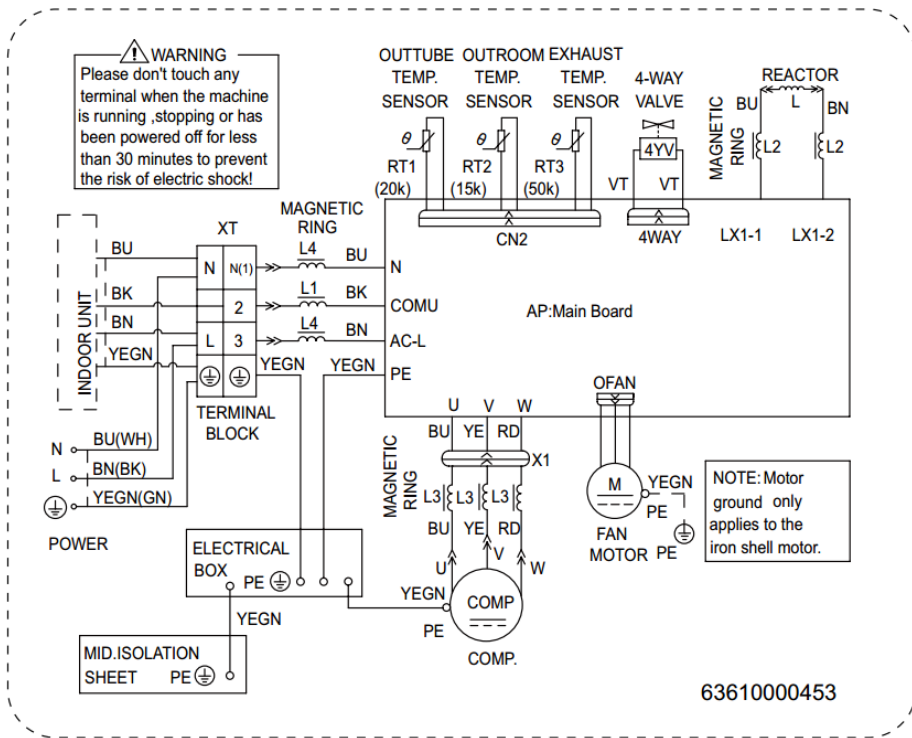 WARNING
Please don't touch any
terminal when the machine
is running ,stopping or has
been powered off for less
than 30 minutes to prevent
the risk of electric shock!
OUTTUBE OUTROOM EXHAUST
TEMP. TEMP. TEMP. 4-WAY REACTOR
SENSOR SENSOR SENSOR VALVE
BU L BN
MAGNETIC
RING
L2 L2
θ θ θ
RT1 RT2 RT3 4YV
(20k) (15k) (50k) VT VT
CN2 4WAY LX1-1 LX1-2
INDOOR UNIT
XT
MAGNETIC
RING
BU N N(1) L4 BU N
BK 2 L1 BK COMU
BN L 3 L4 BN AC-L
YEGN YEGN YEGN PE
AP:Main Board
TERMINAL
BLOCK
OFAN
U V W
BU YE RD
X1
MAGNETIC
RING
L3 L3 L3
BU YE RD
U V W
N BU(WH)
L BN(BK)
YEGN(GN)
POWER
M
YEGN
PE
FAN
MOTOR PE
NOTE: Motor
ground only
applies to the
iron shell motor.
ELECTRICAL
BOX PE
YEGN
YEGN
PE
COMP
COMP.
MID.ISOLATION
SHEET PE
63610000453